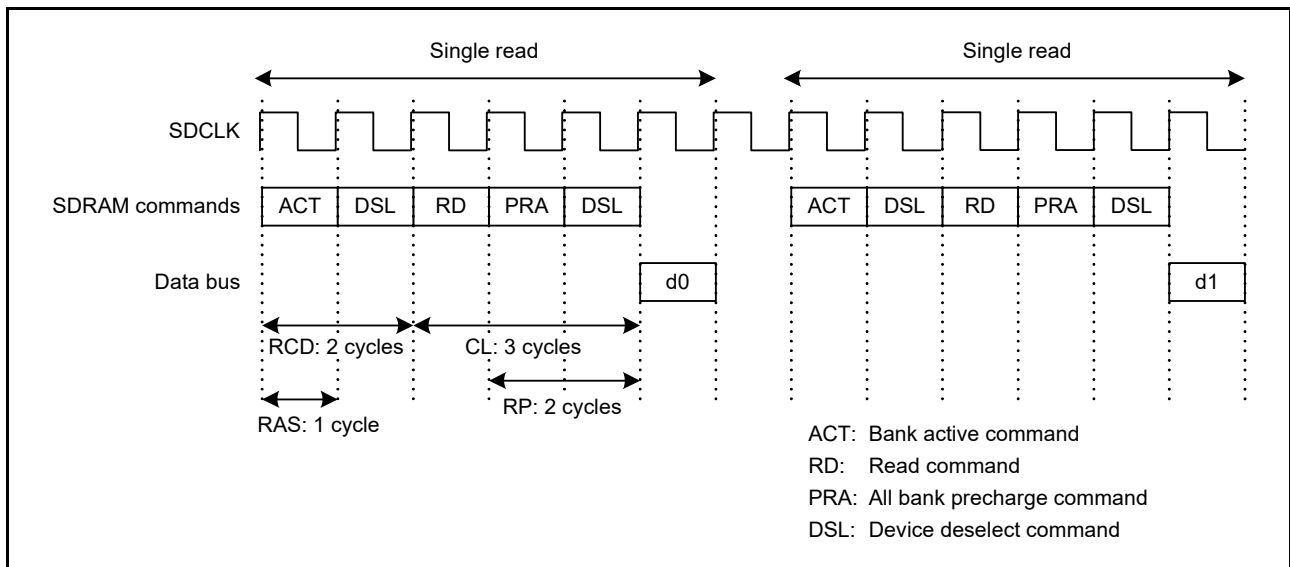 Single read Single read
SDCLK
SDRAM commands ACT DSL RD PRA DSL ACT DSL RD PRA DSL
Data bus d0 d1
RCD: 2 cycles CL: 3 cycles
RAS: 1 cycle RP: 2 cycles
ACT: Bank active command
RD: Read command
PRA: All bank precharge command
DSL: Device deselect command